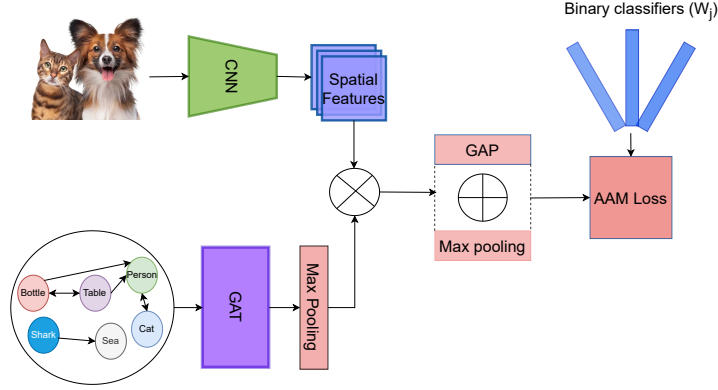 Binary classifiers (Wj)
CNN
Spatial
Features
GAP
Max pooling
AAM Loss
Bottle
Table
Person
Shark
Sea
Cat
GAT
Max Pooling